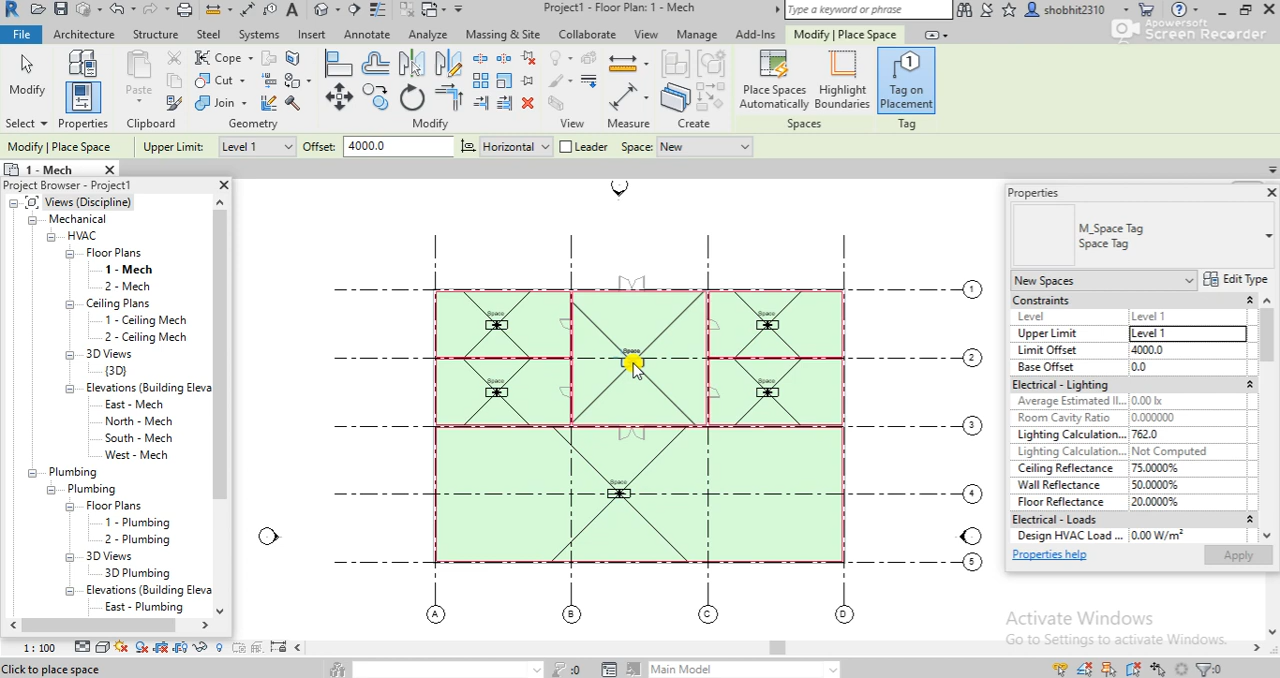 Project1 - Floor Plan: 1 - Mech
Type a keyword or phrase
shobhit2310
File
Architecture
Structure
Steel
Systems
Insert
Annotate
Analyze
Massing & Site
Collaborate
View
Manage
Add-Ins
Modify | Place Space
Apowersoft
Screen Recorder
Modify
Paste
Cope
Cut
Join
Place Spaces
Automatically
Highlight
Boundaries
Tag on
Placement
Select
Properties
Clipboard
Geometry
Modify
View
Measure
Create
Spaces
Tag
Modify | Place Space
Upper Limit:
Level 1
Offset:
4000.0
Horizontal
Leader
Space:
New
1 - Mech
Project Browser - Project1
Views (Discipline)
Mechanical
HVAC
Floor Plans
1 - Mech
2 - Mech
Ceiling Plans
1 - Ceiling Mech
2 - Ceiling Mech
3D Views
{3D}
Elevations (Building Eleva
East - Mech
North - Mech
South - Mech
West - Mech
Plumbing
Plumbing
Floor Plans
1 - Plumbing
2 - Plumbing
3D Views
3D Plumbing
Elevations (Building Eleva
East - Plumbing
Space
Space
Space
Space
Space
Space
1
2
3
4
5
A
B
C
D
Properties
M_Space Tag
Space Tag
New Spaces
Edit Type
Constraints
Level Level 1
Upper Limit Level 1
Limit Offset 4000.0
Base Offset 0.0
Electrical - Lighting
Average Estimated Il... 0.00 lx
Room Cavity Ratio 0.000000
Lighting Calculation... 762.0
Lighting Calculation... Not Computed
Ceiling Reflectance 75.0000%
Wall Reflectance 50.0000%
Floor Reflectance 20.0000%
Electrical - Loads
Design HVAC Load ... 0.00 W/m²
Properties help
Apply
Activate Windows
Go to Settings to activate Windows.
1 : 100
Click to place space
:0
Main Model
:0